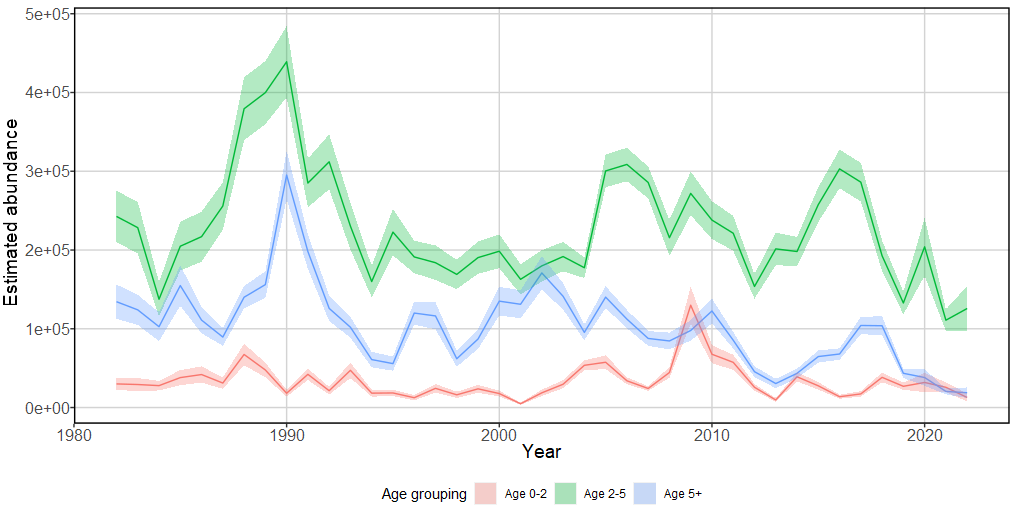 5e+05
4e+05
3e+05
2e+05
1e+05
0e+00
Estimated abundance
1980 1990 2000 2010 2020
Year
Age grouping Age 0-2 Age 2-5 Age 5+